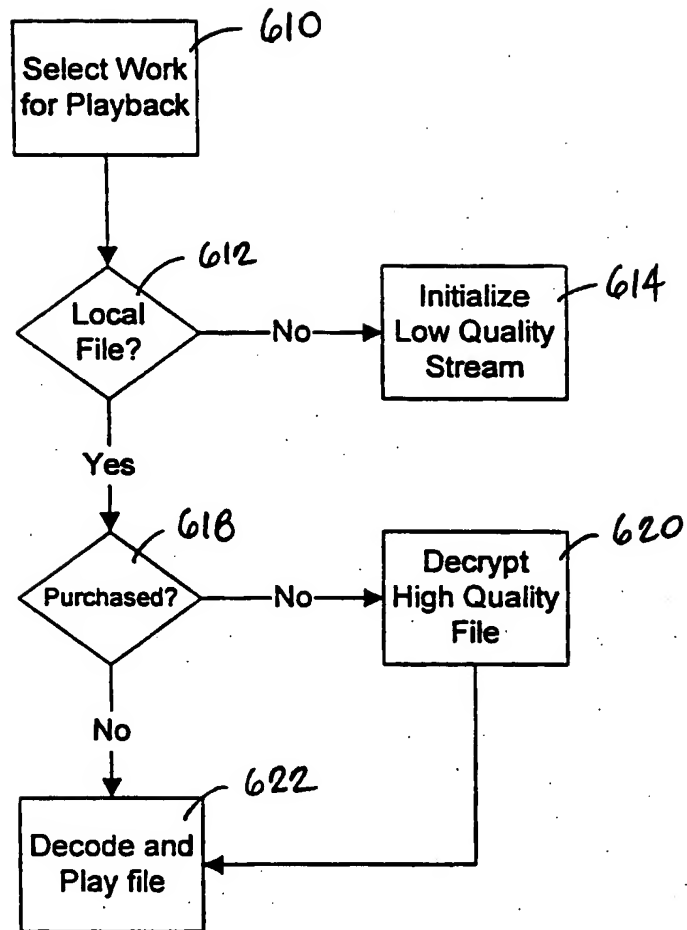 610
Select Work
for Playback
612
Local
File?
No
Initialize
Low Quality
Stream
614
Yes
618
Purchased?
No
Decrypt
High Quality
File
620
No
622
Decode and
Play file